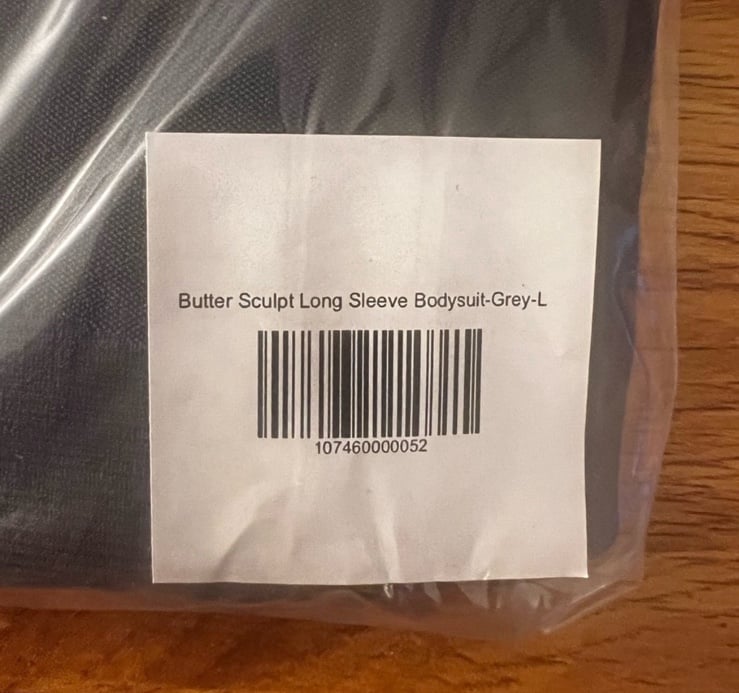 Butter Sculpt Long Sleeve Bodysuit-Grey-L
107460000052